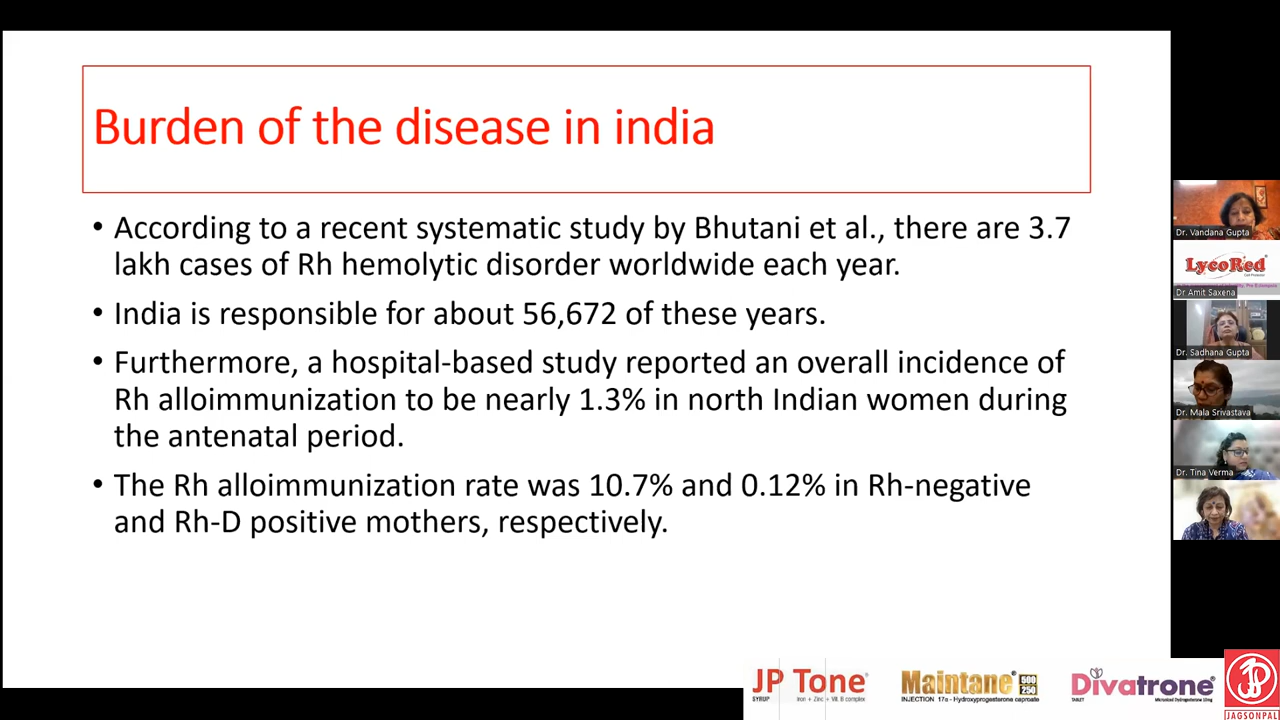 Burden of the disease in india
• According to a recent systematic study by Bhutani et al., there are 3.7
lakh cases of Rh hemolytic disorder worldwide each year.
• India is responsible for about 56,672 of these years.
• Furthermore, a hospital-based study reported an overall incidence of
Rh alloimmunization to be nearly 1.3% in north Indian women during
the antenatal period.
• The Rh alloimmunization rate was 10.7% and 0.12% in Rh-negative
and Rh-D positive mothers, respectively.
Dr. Vandana Gupta
LycoRed
Dr Amit Saxena
Dr. Sadhana Gupta
Dr. Mala Srivastava
Dr. Tina Verma
JP Tone®
SYRUP Iron + Zinc + Vit. B complex
Maintane® 500 250
INJECTION 17α - Hydroxyprogesterone caproate
Divatrone®
TABLET
JAGSONPAL